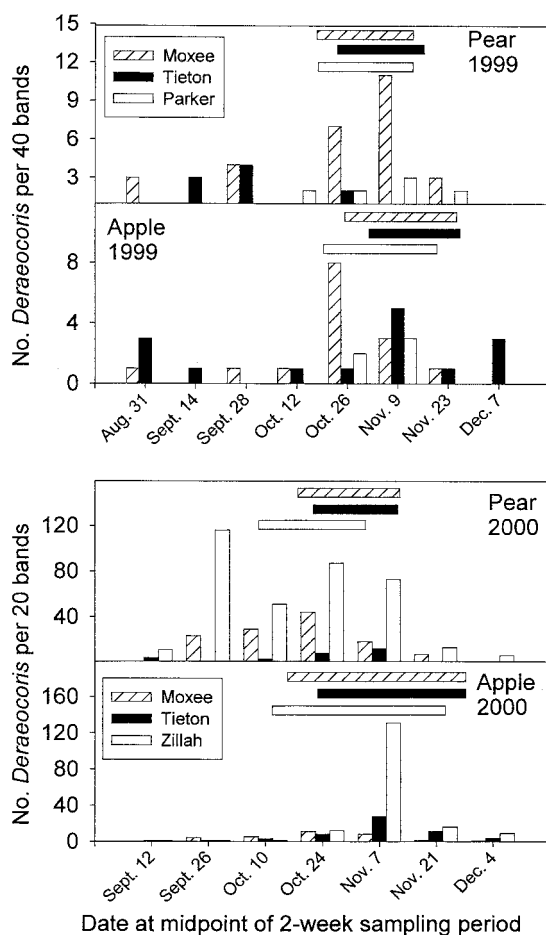 No. Deraeocoris per 40 bands
15
12
9
6
3
Moxee
Tieton
Parker
Pear
1999
8
4
0
Apple
1999
Aug. 31
Sept. 14
Sept. 28
Oct. 12
Oct. 26
Nov. 9
Nov. 23
Dec. 7
No. Deraeocoris per 20 bands
120
80
40
Pear
2000
160
120
80
40
0
Moxee
Tieton
Zillah
Apple
2000
Sept. 12
Sept. 26
Oct. 10
Oct. 24
Nov. 7
Nov. 21
Dec. 4
Date at midpoint of 2-week sampling period